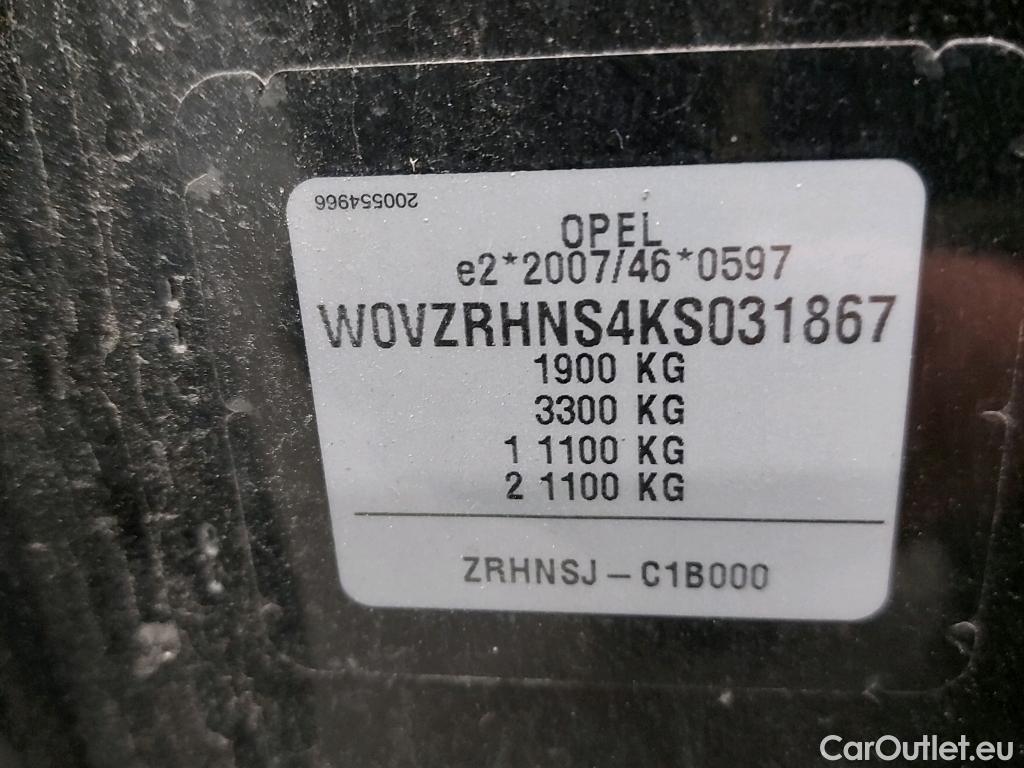 200554966
OPEL
e2*2007/46*0597
W0VZRHNS4KS031867
1900 KG
3300 KG
1 1100 KG
2 1100 KG
ZRHNSJ – C1B000
CarOutlet.eu